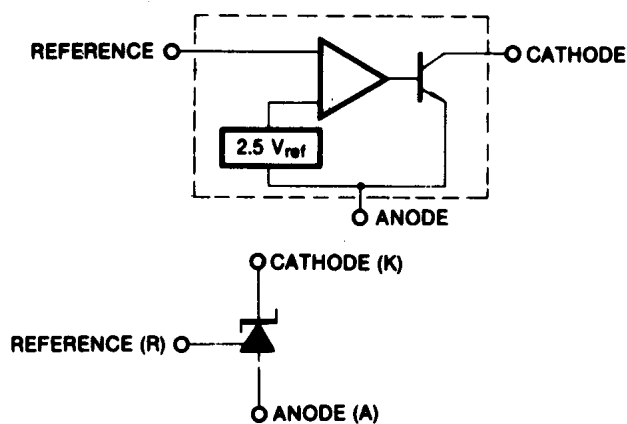 REFERENCE
CATHODE
2.5 Vref
ANODE
CATHODE (K)
REFERENCE (R)
ANODE (A)